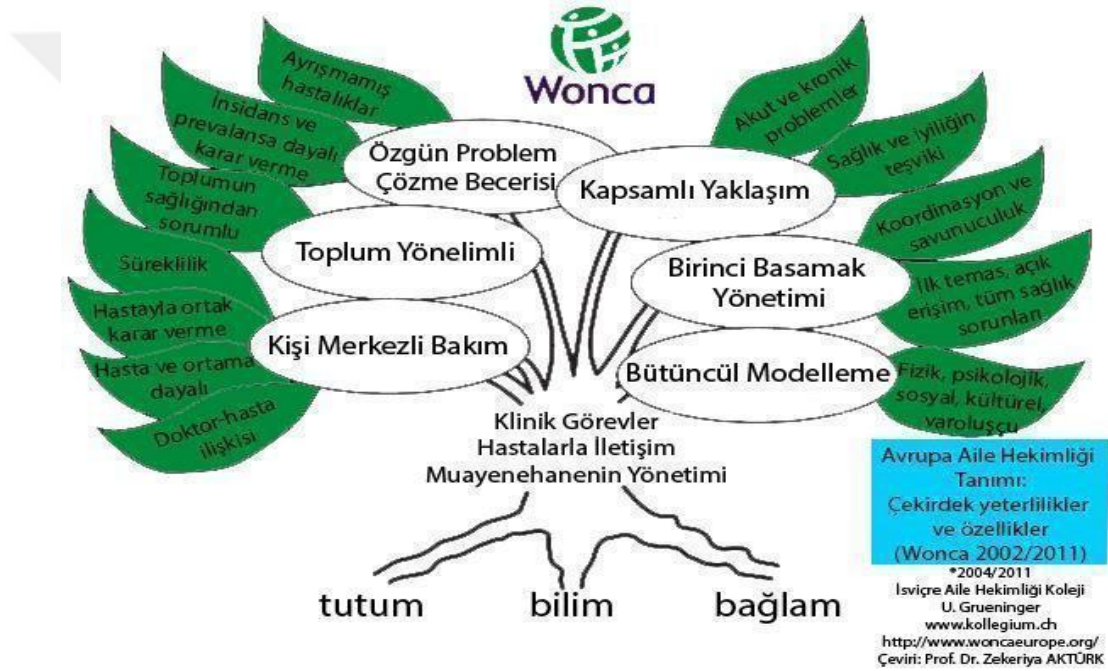 Wonca
Ayrışmamış
hastalıklar
İnsidans ve
prevalansa dayalı
karar verme
Toplumun
sağlığından
sorumlu
Süreklilik
Hastayla ortak
karar verme
Hasta ve ortama
dayalı
Doktor-hasta
ilişkisi
Özgün Problem
Çözme Becerisi
Toplum Yönelimli
Kişi Merkezli Bakım
Kapsamlı Yaklaşım
Birinci Basamak
Yönetimi
Bütüncül Modelleme
Akut ve kronik
problemler
Sağlık ve iyiliğin
teşviki
Koordinasyon ve
savunuculuk
İlk temas, açık
erişim, tüm sağlık
sorunları
Fizik, psikolojik,
sosyal, kültürel,
varoluşçu
Klinik Görevler
Hastalarla İletişim
Muayenehanenin Yönetimi
tutum
bilim
bağlam
Avrupa Aile Hekimliği
Tanımı:
Çekirdek yeterlilikler
ve özellikler
(Wonca 2002/2011)
*2004/2011
İsviçre Aile Hekimliği Koleji
U. Grueninger
www.kollegium.ch
http://www.woncaeurope.org/
Çeviri: Prof. Dr. Zekeriya AKTÜRK